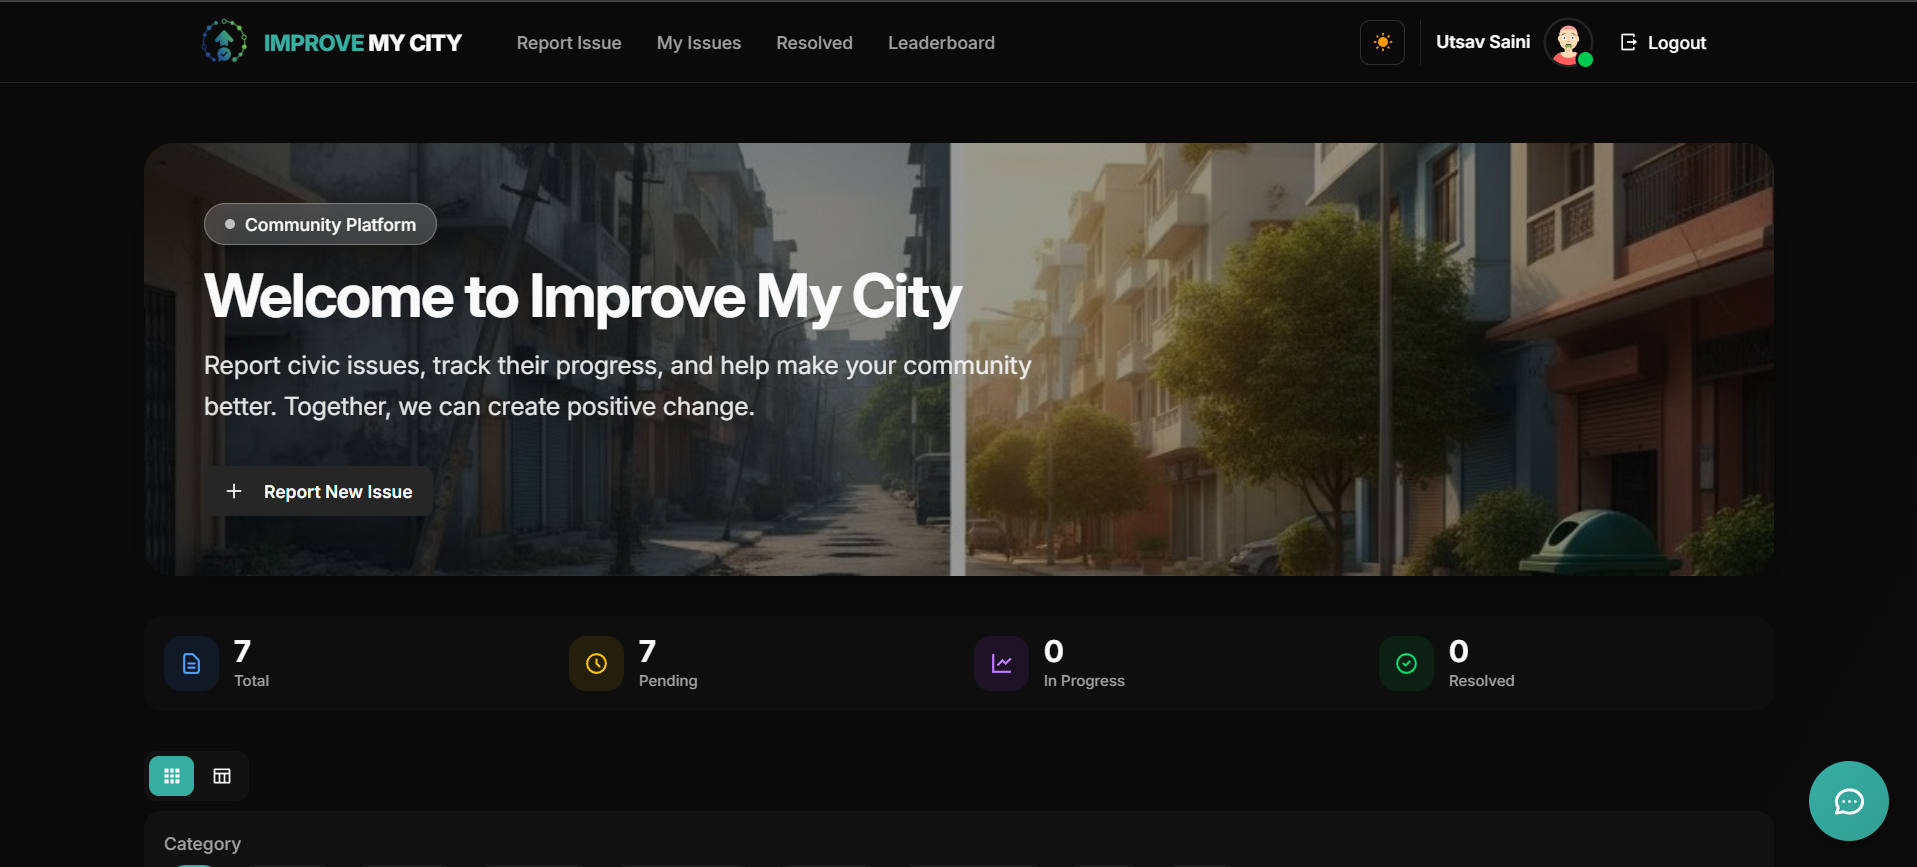 IMPROVE MY CITY
Report Issue
My Issues
Resolved
Leaderboard
Utsav Saini
Logout
Community Platform
Welcome to Improve My City
Report civic issues, track their progress, and help make your community
better. Together, we can create positive change.
Report New Issue
7
Total
7
Pending
0
In Progress
0
Resolved
Category